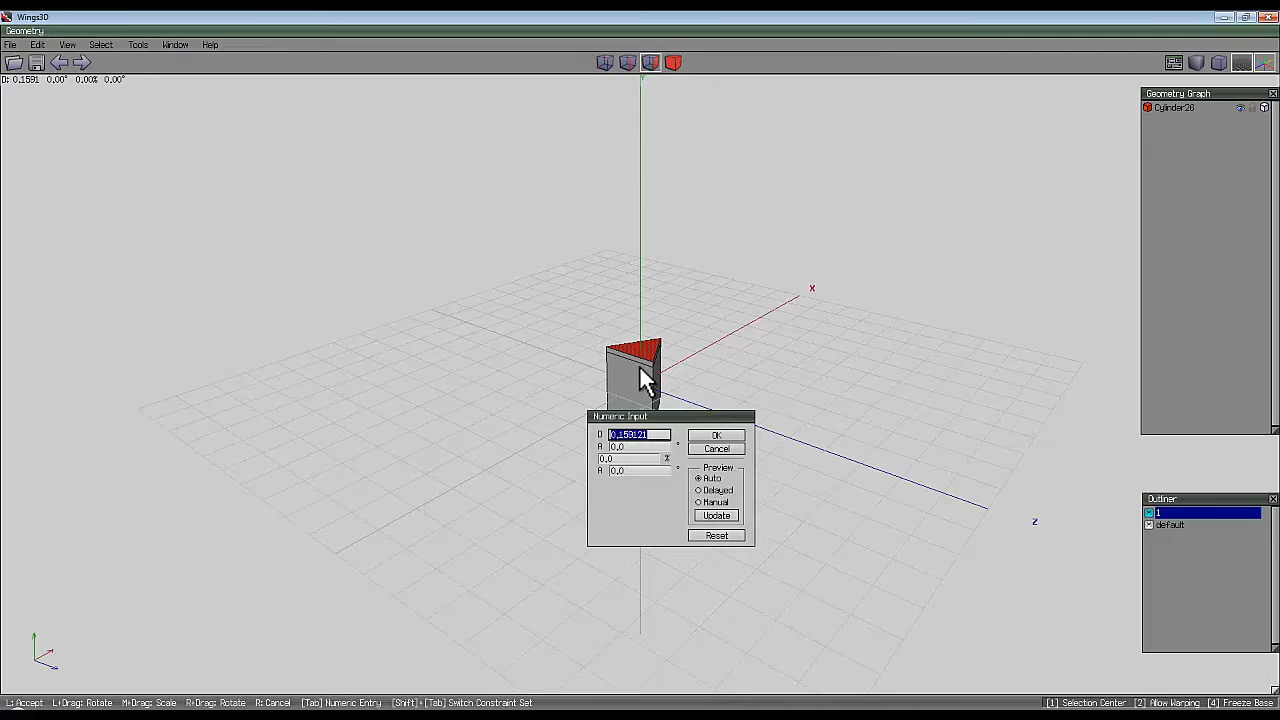 Wings3D
Geometry
File Edit View Select Tools Window Help
D: 0.1591 0.00° 0.00% 0.00°
Y
X
Z
Geometry Graph
Cylinder26
Numeric Input
D 0.159121
A 0.0 °
0.0 %
A 0.0 °
OK
Cancel
Preview
Auto
Delayed
Manual
Update
Reset
Outliner
1
default
L:Accept L+Drag: Rotate M+Drag: Scale R+Drag: Rotate R:Cancel [Tab] Numeric Entry [Shift]+[Tab] Switch Constraint Set
[1] Selection Center [2] Allow Warping [4] Freeze Base